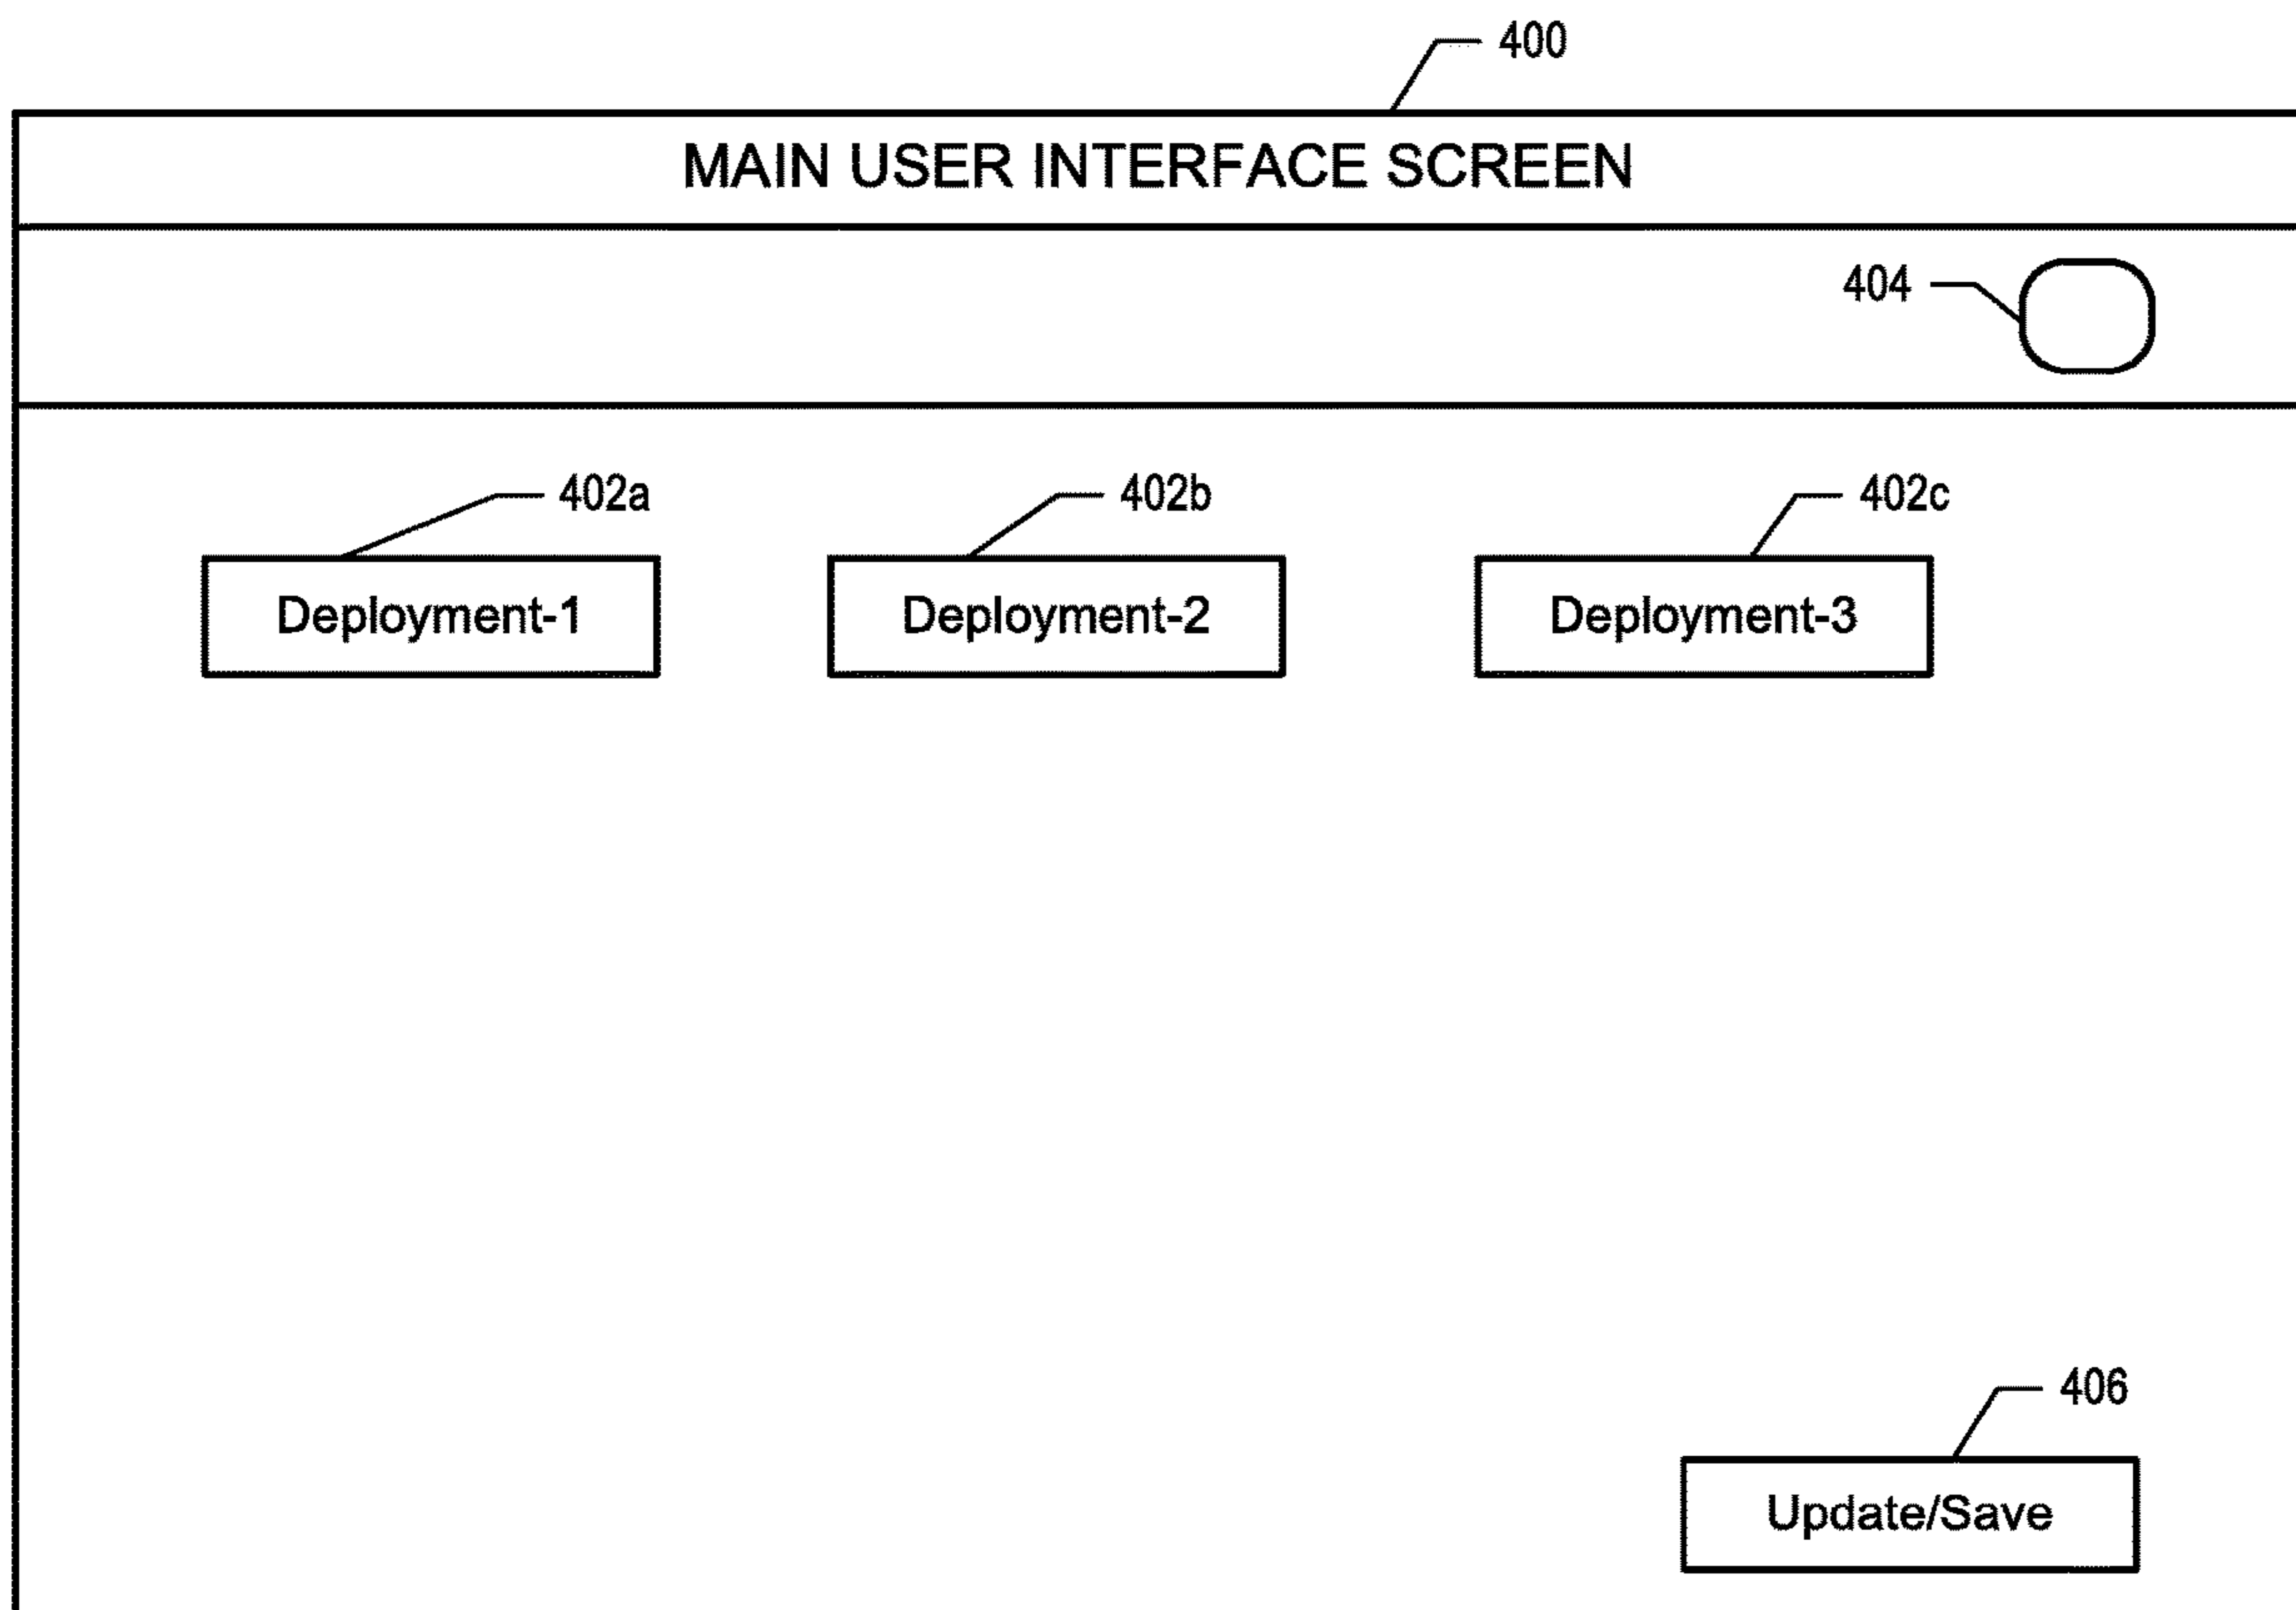 400
MAIN USER INTERFACE SCREEN
404
402a 402b 402c
Deployment-1 Deployment-2 Deployment-3
406
Update/Save